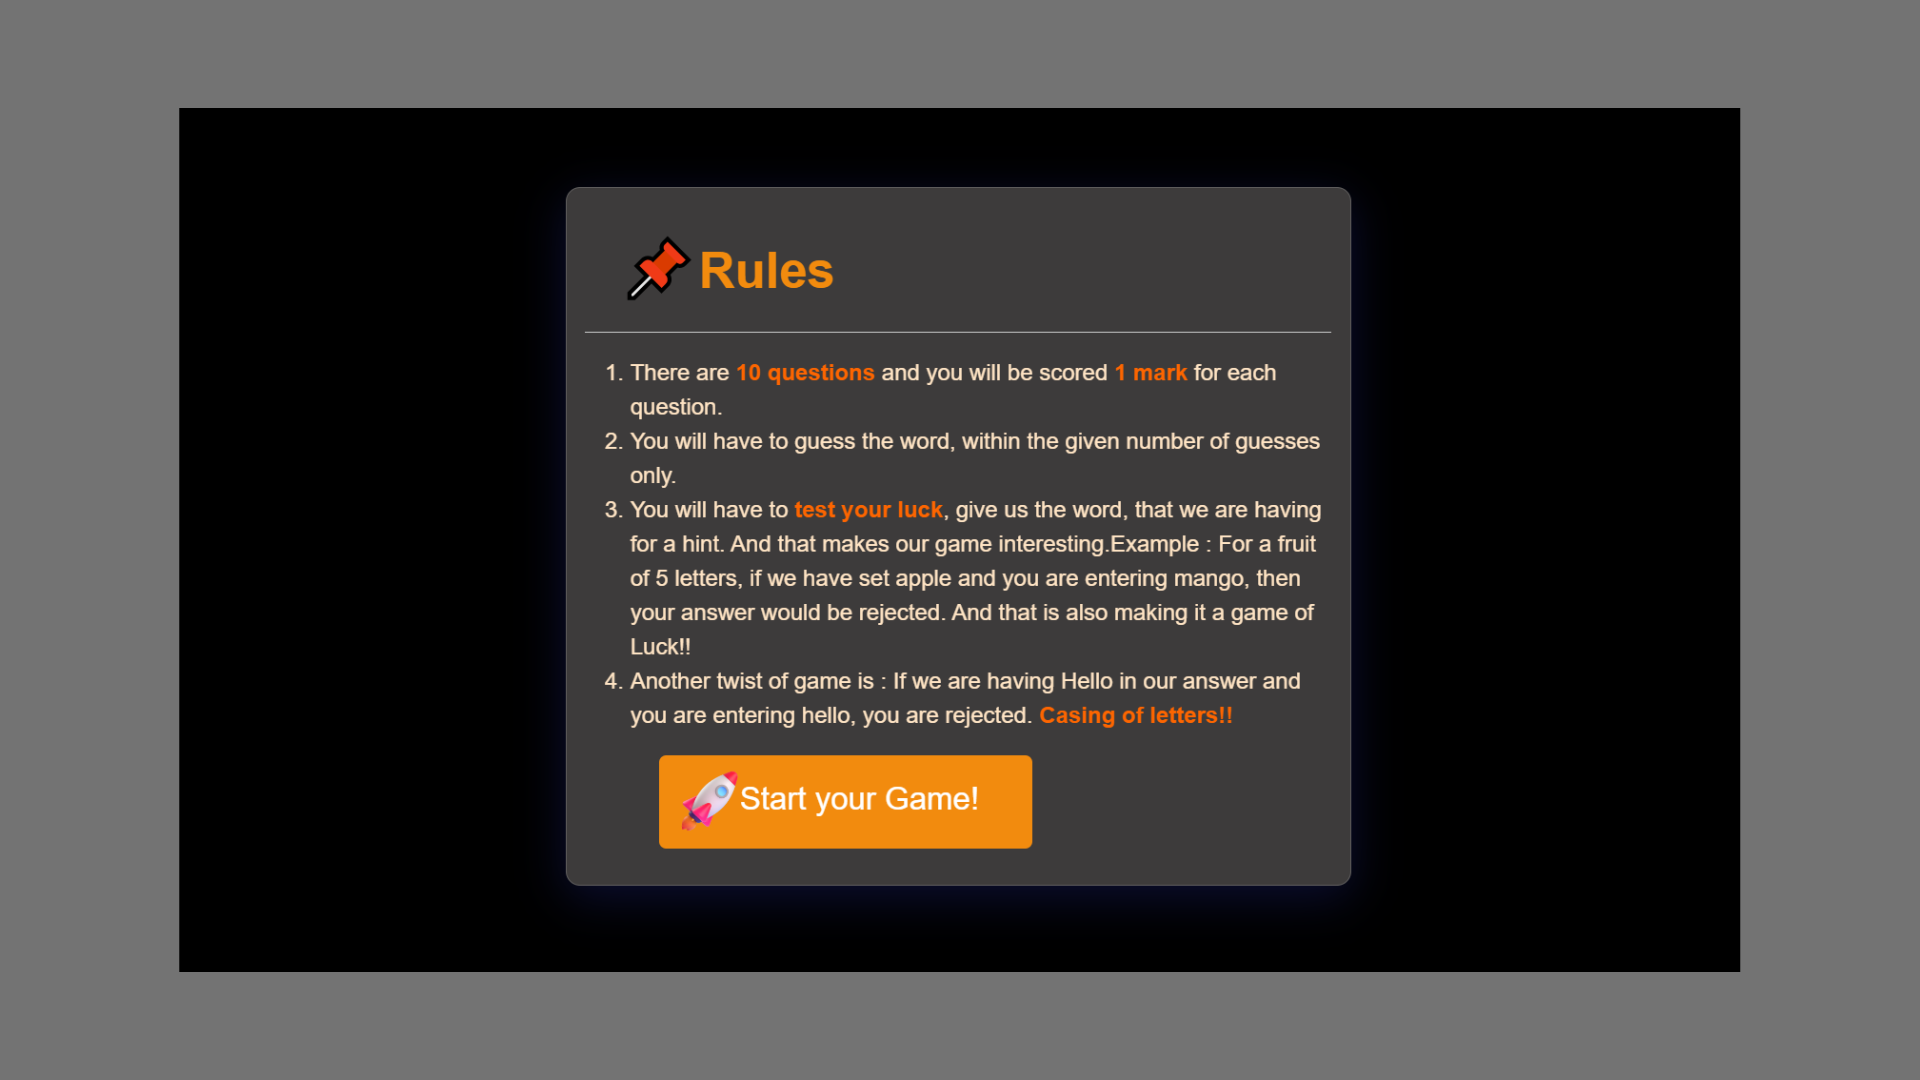 Rules
1. There are 10 questions and you will be scored 1 mark for each
question.
2. You will have to guess the word, within the given number of guesses
only.
3. You will have to test your luck, give us the word, that we are having
for a hint. And that makes our game interesting.Example : For a fruit
of 5 letters, if we have set apple and you are entering mango, then
your answer would be rejected. And that is also making it a game of
Luck!!
4. Another twist of game is : If we are having Hello in our answer and
you are entering hello, you are rejected. Casing of letters!!
Start your Game!